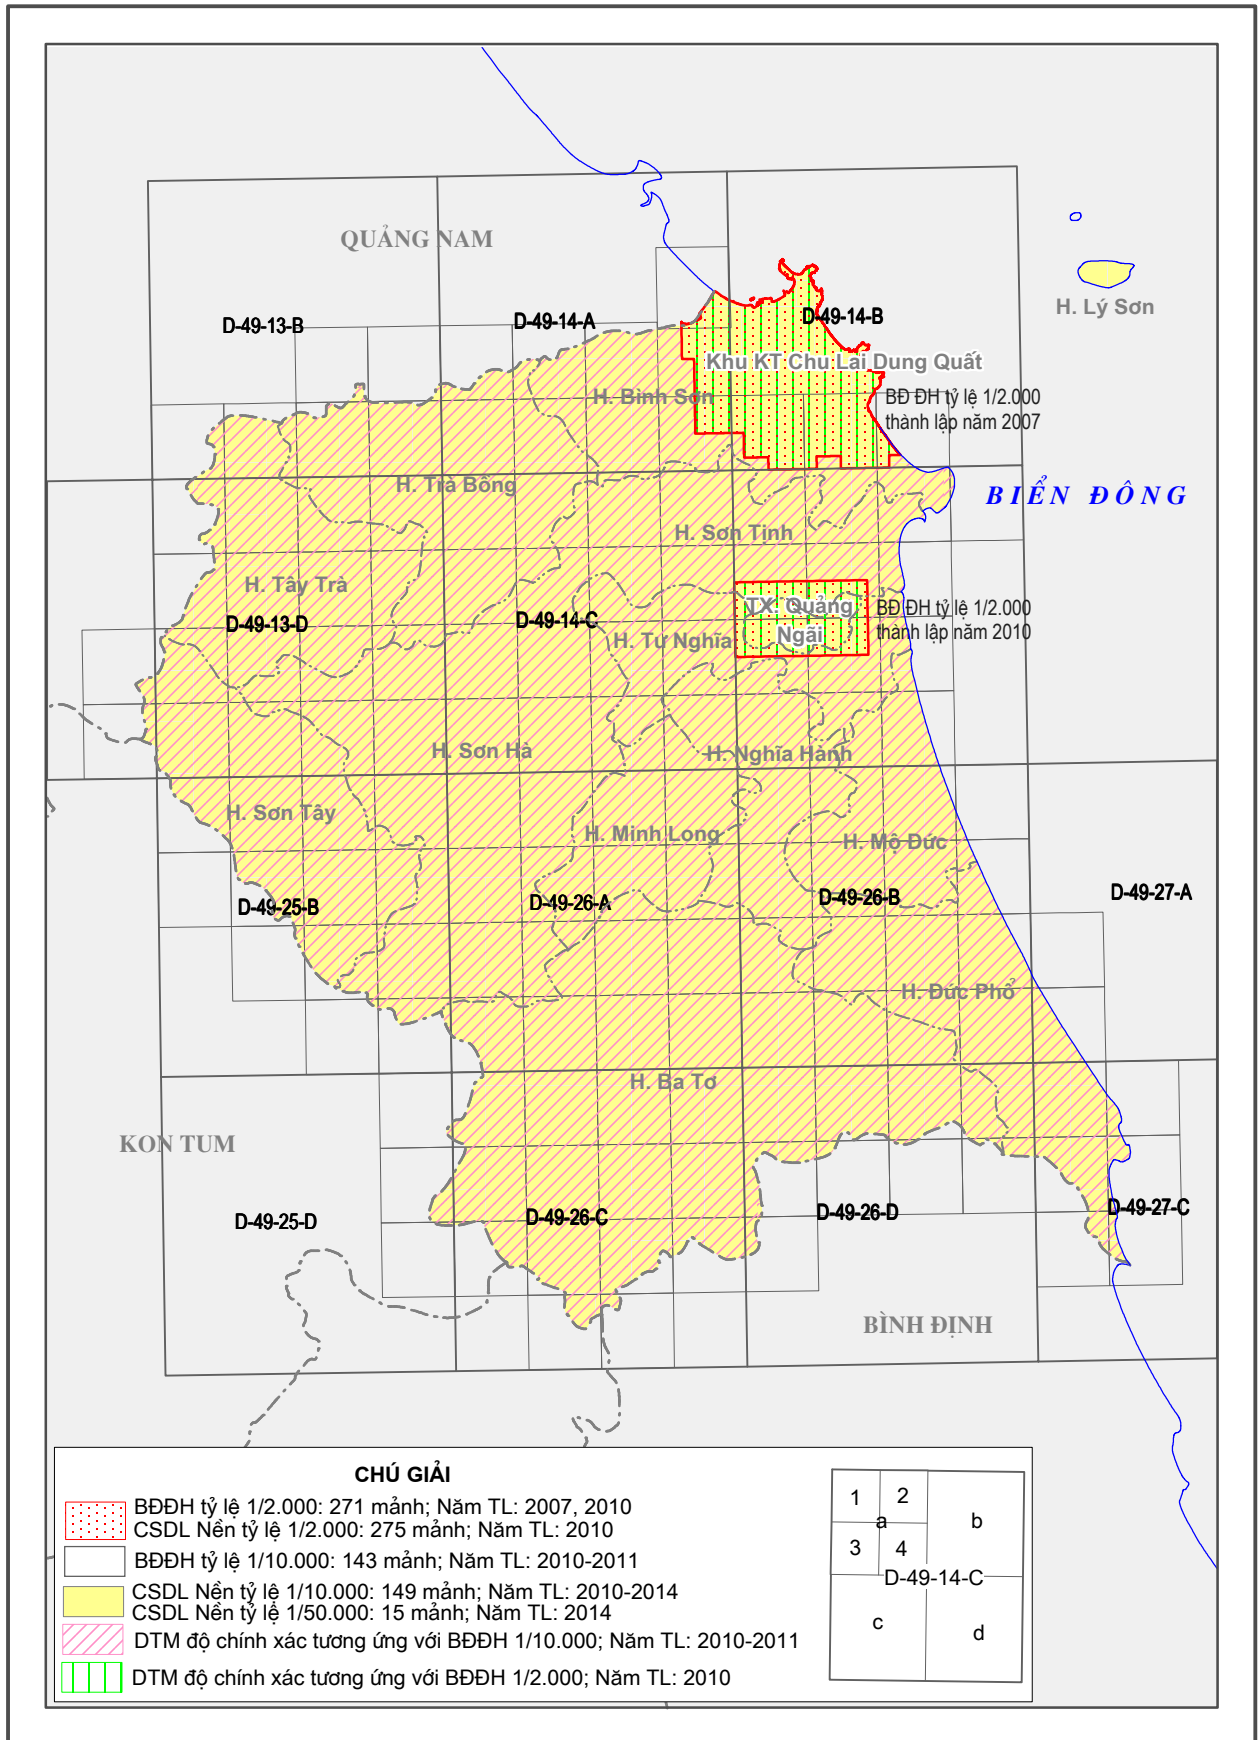 QUẢNG NAM
D-49-13-B
D-49-14-A
D-49-14-B
H. Lý Sơn
Khu KT Chu Lai Dung Quất
H. Bình Sơn
BĐ ĐH tỷ lệ 1/2.000
thành lập năm 2007
H. Trà Bồng
BIỂN ĐÔNG
H. Sơn Tịnh
H. Tây Trà
D-49-13-D
D-49-14-C
TX. Quảng
Ngãi
BĐ ĐH tỷ lệ 1/2.000
thành lập năm 2010
H. Tư Nghĩa
H. Sơn Hà
H. Nghĩa Hành
H. Sơn Tây
H. Minh Long
H. Mộ Đức
D-49-25-B
D-49-26-A
D-49-26-B
D-49-27-A
H. Đức Phổ
H. Ba Tơ
KON TUM
D-49-25-D
D-49-26-C
D-49-26-D
D-49-27-C
BÌNH ĐỊNH
CHÚ GIẢI
BĐĐH tỷ lệ 1/2.000: 271 mảnh; Năm TL: 2007, 2010
CSDL Nền tỷ lệ 1/2.000: 275 mảnh; Năm TL: 2010
BĐĐH tỷ lệ 1/10.000: 143 mảnh; Năm TL: 2010-2011
CSDL Nền tỷ lệ 1/10.000: 149 mảnh; Năm TL: 2010-2014
CSDL Nền tỷ lệ 1/50.000: 15 mảnh; Năm TL: 2014
DTM độ chính xác tương ứng với BĐĐH 1/10.000; Năm TL: 2010-2011
DTM độ chính xác tương ứng với BĐĐH 1/2.000; Năm TL: 2010
1
2
a
b
3
4
D-49-14-C
c
d